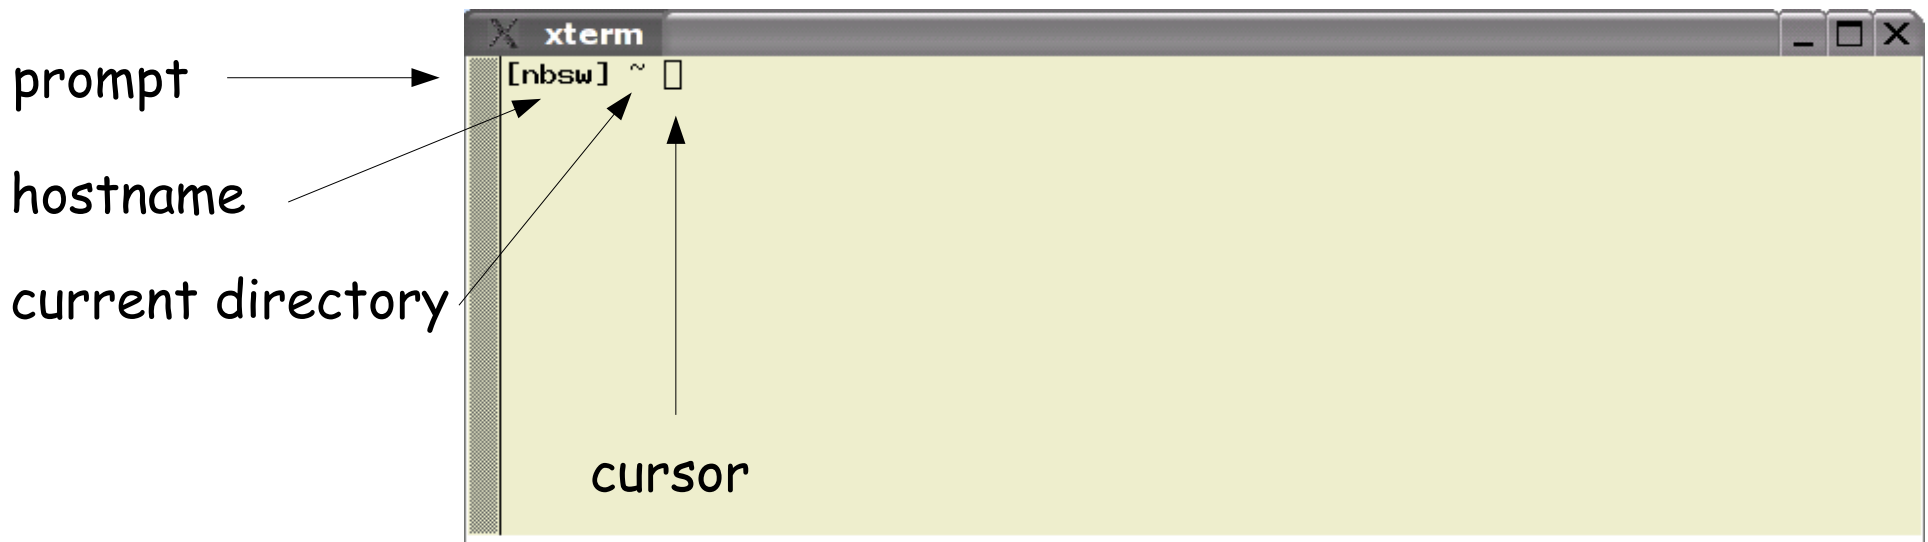 xterm
prompt
[nbsw] ~
hostname
current directory
cursor